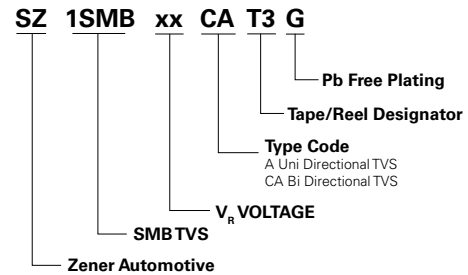 SZ 1SMB xx CA T3 G
Pb Free Plating
Tape/Reel Designator
Type Code
A Uni Directional TVS
CA Bi Directional TVS
VR VOLTAGE
SMB TVS
Zener Automotive